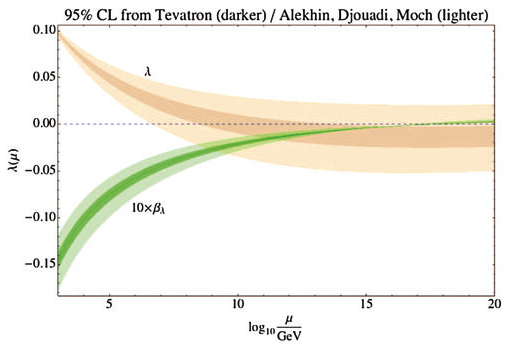 95% CL from Tevatron (darker) / Alekhin, Djouadi, Moch (lighter)
0.10
λ
0.05
0.00
λ(μ)
-0.05
10×βλ
-0.10
-0.15
5 10 15 20
log10 μ/GeV